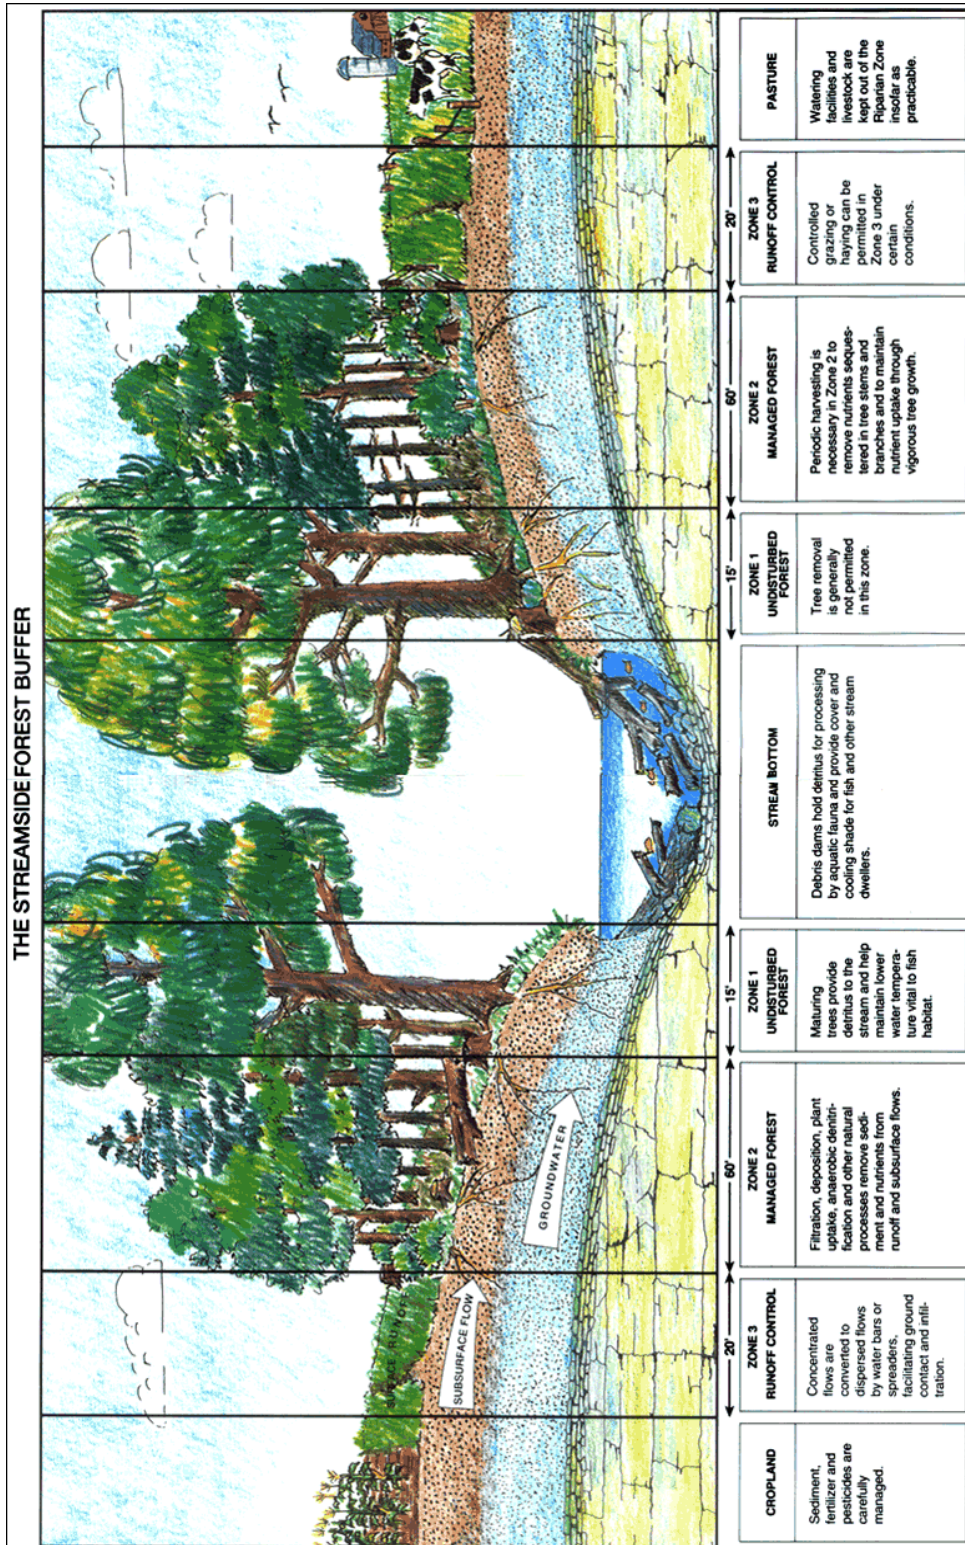 THE STREAMSIDE FOREST BUFFER
SURFACE RUNOFF
SUBSURFACE FLOW
GROUNDWATER
20'
60'
15'
15'
60'
20'
CROPLAND
Sediment,
fertilizer and
pesticides are
carefully
managed.
ZONE 3
RUNOFF CONTROL
Concentrated
flows are
converted to
dispersed flows
by water bars or
spreaders,
facilitating ground
contact and infil-
tration.
ZONE 2
MANAGED FOREST
Filtration, deposition, plant
uptake, anaerobic denitri-
fication and other natural
processes remove sedi-
ment and nutrients from
runoff and subsurface flows.
ZONE 1
UNDISTURBED
FOREST
Maturing
trees provide
detritus to the
stream and help
maintain lower
water tempera-
ture vital to fish
habitat.
STREAM BOTTOM
Debris dams hold detritus for processing
by aquatic fauna and provide cover and
cooling shade for fish and other stream
dwellers.
ZONE 1
UNDISTURBED
FOREST
Tree removal
is generally
not permitted
in this zone.
ZONE 2
MANAGED FOREST
Periodic harvesting is
necessary in Zone 2 to
remove nutrients seques-
tered in tree stems and
branches and to maintain
nutrient uptake through
vigorous tree growth.
ZONE 3
RUNOFF CONTROL
Controlled
grazing or
haying can be
permitted in
Zone 3 under
certain
conditions.
PASTURE
Watering
facilities and
livestock are
kept out of the
Riparian Zone
insofar as
practicable.